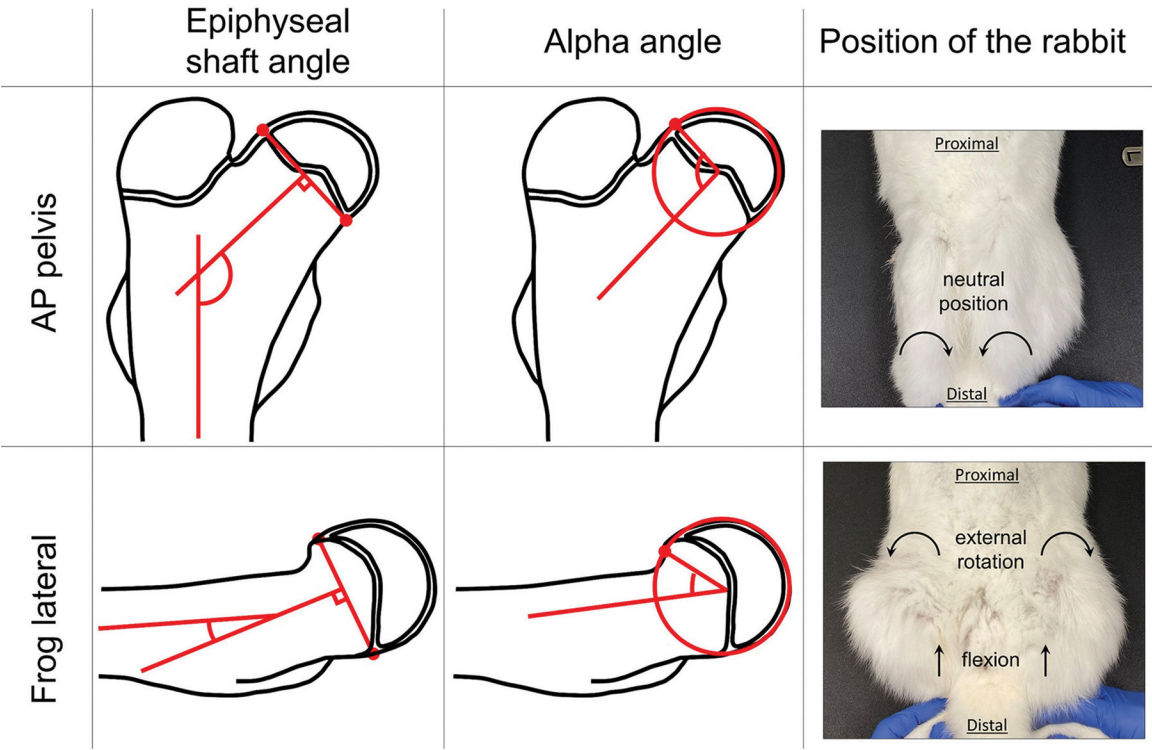 Epiphyseal
shaft angle
Alpha angle
Position of the rabbit
AP pelvis
Proximal
neutral
position
Distal
Frog lateral
Proximal
external
rotation
flexion
Distal